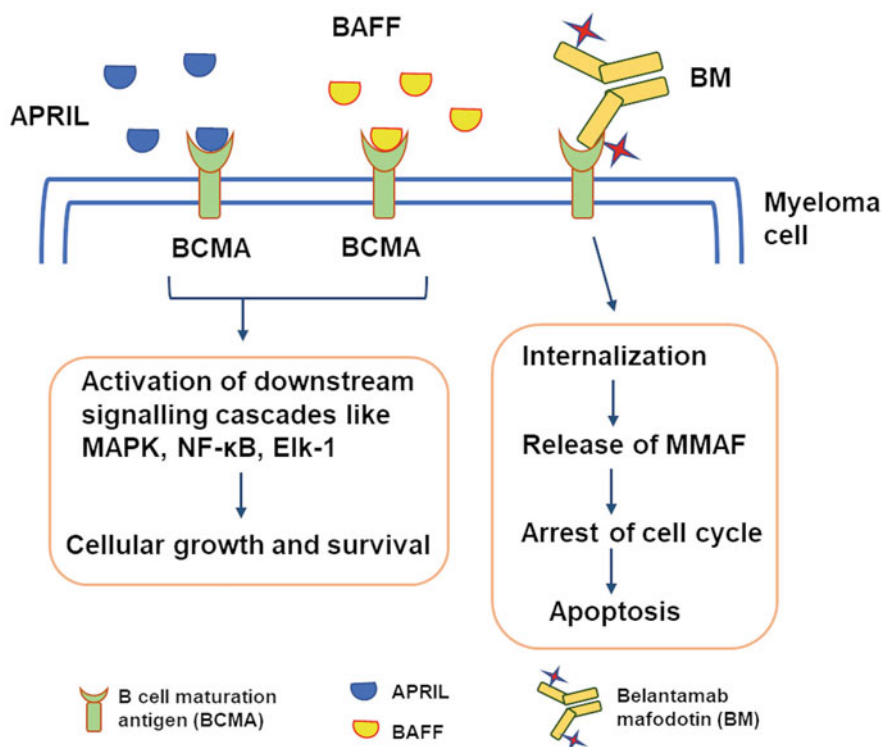 BAFF
BM
APRIL
Myeloma
cell
BCMA
BCMA
Activation of downstream
signalling cascades like
MAPK, NF-κB, Elk-1
Cellular growth and survival
Internalization
Release of MMAF
Arrest of cell cycle
Apoptosis
B cell maturation
antigen (BCMA)
APRIL
BAFF
Belantamab
mafodotin (BM)